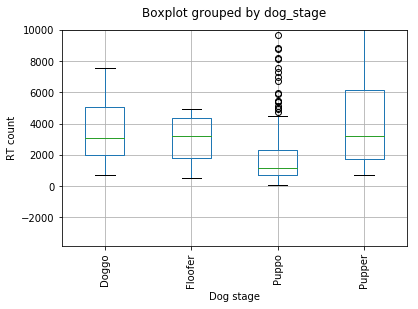 Boxplot grouped by dog_stage
10000
8000
6000
4000
2000
0
−2000
RT count
Doggo
Floofer
Puppo
Pupper
Dog stage